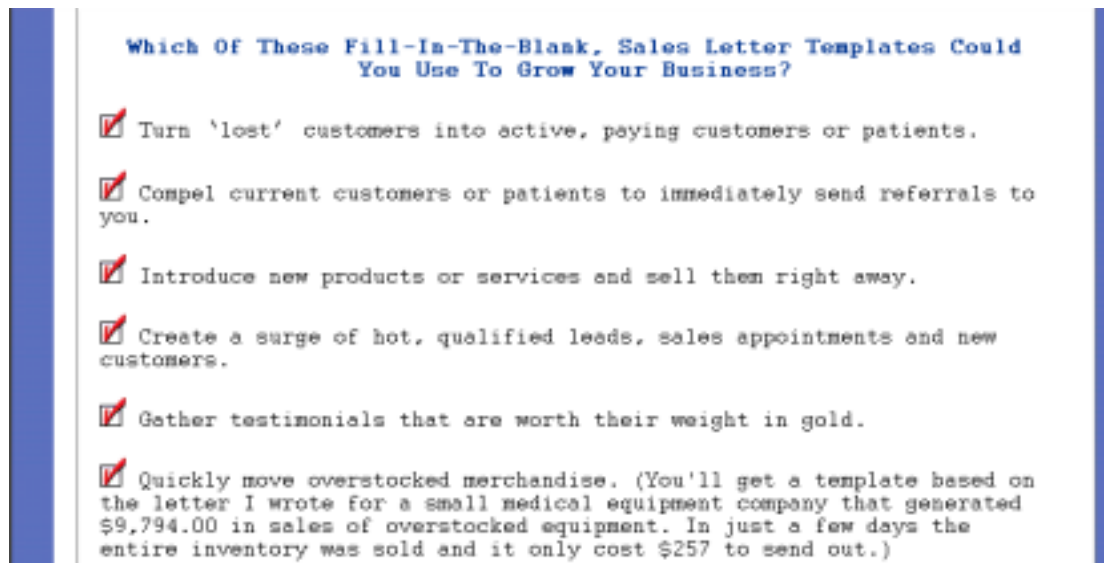 Which Of These Fill-In-The-Blank, Sales Letter Templates Could
You Use To Grow Your Business?
Turn 'lost' customers into active, paying customers or patients.
Compel current customers or patients to immediately send referrals to
you.
Introduce new products or services and sell them right away.
Create a surge of hot, qualified leads, sales appointments and new
customers.
Gather testimonials that are worth their weight in gold.
Quickly move overstocked merchandise. (You'll get a template based on
the letter I wrote for a small medical equipment company that generated
$9,794.00 in sales of overstocked equipment. In just a few days the
entire inventory was sold and it only cost $257 to send out.)